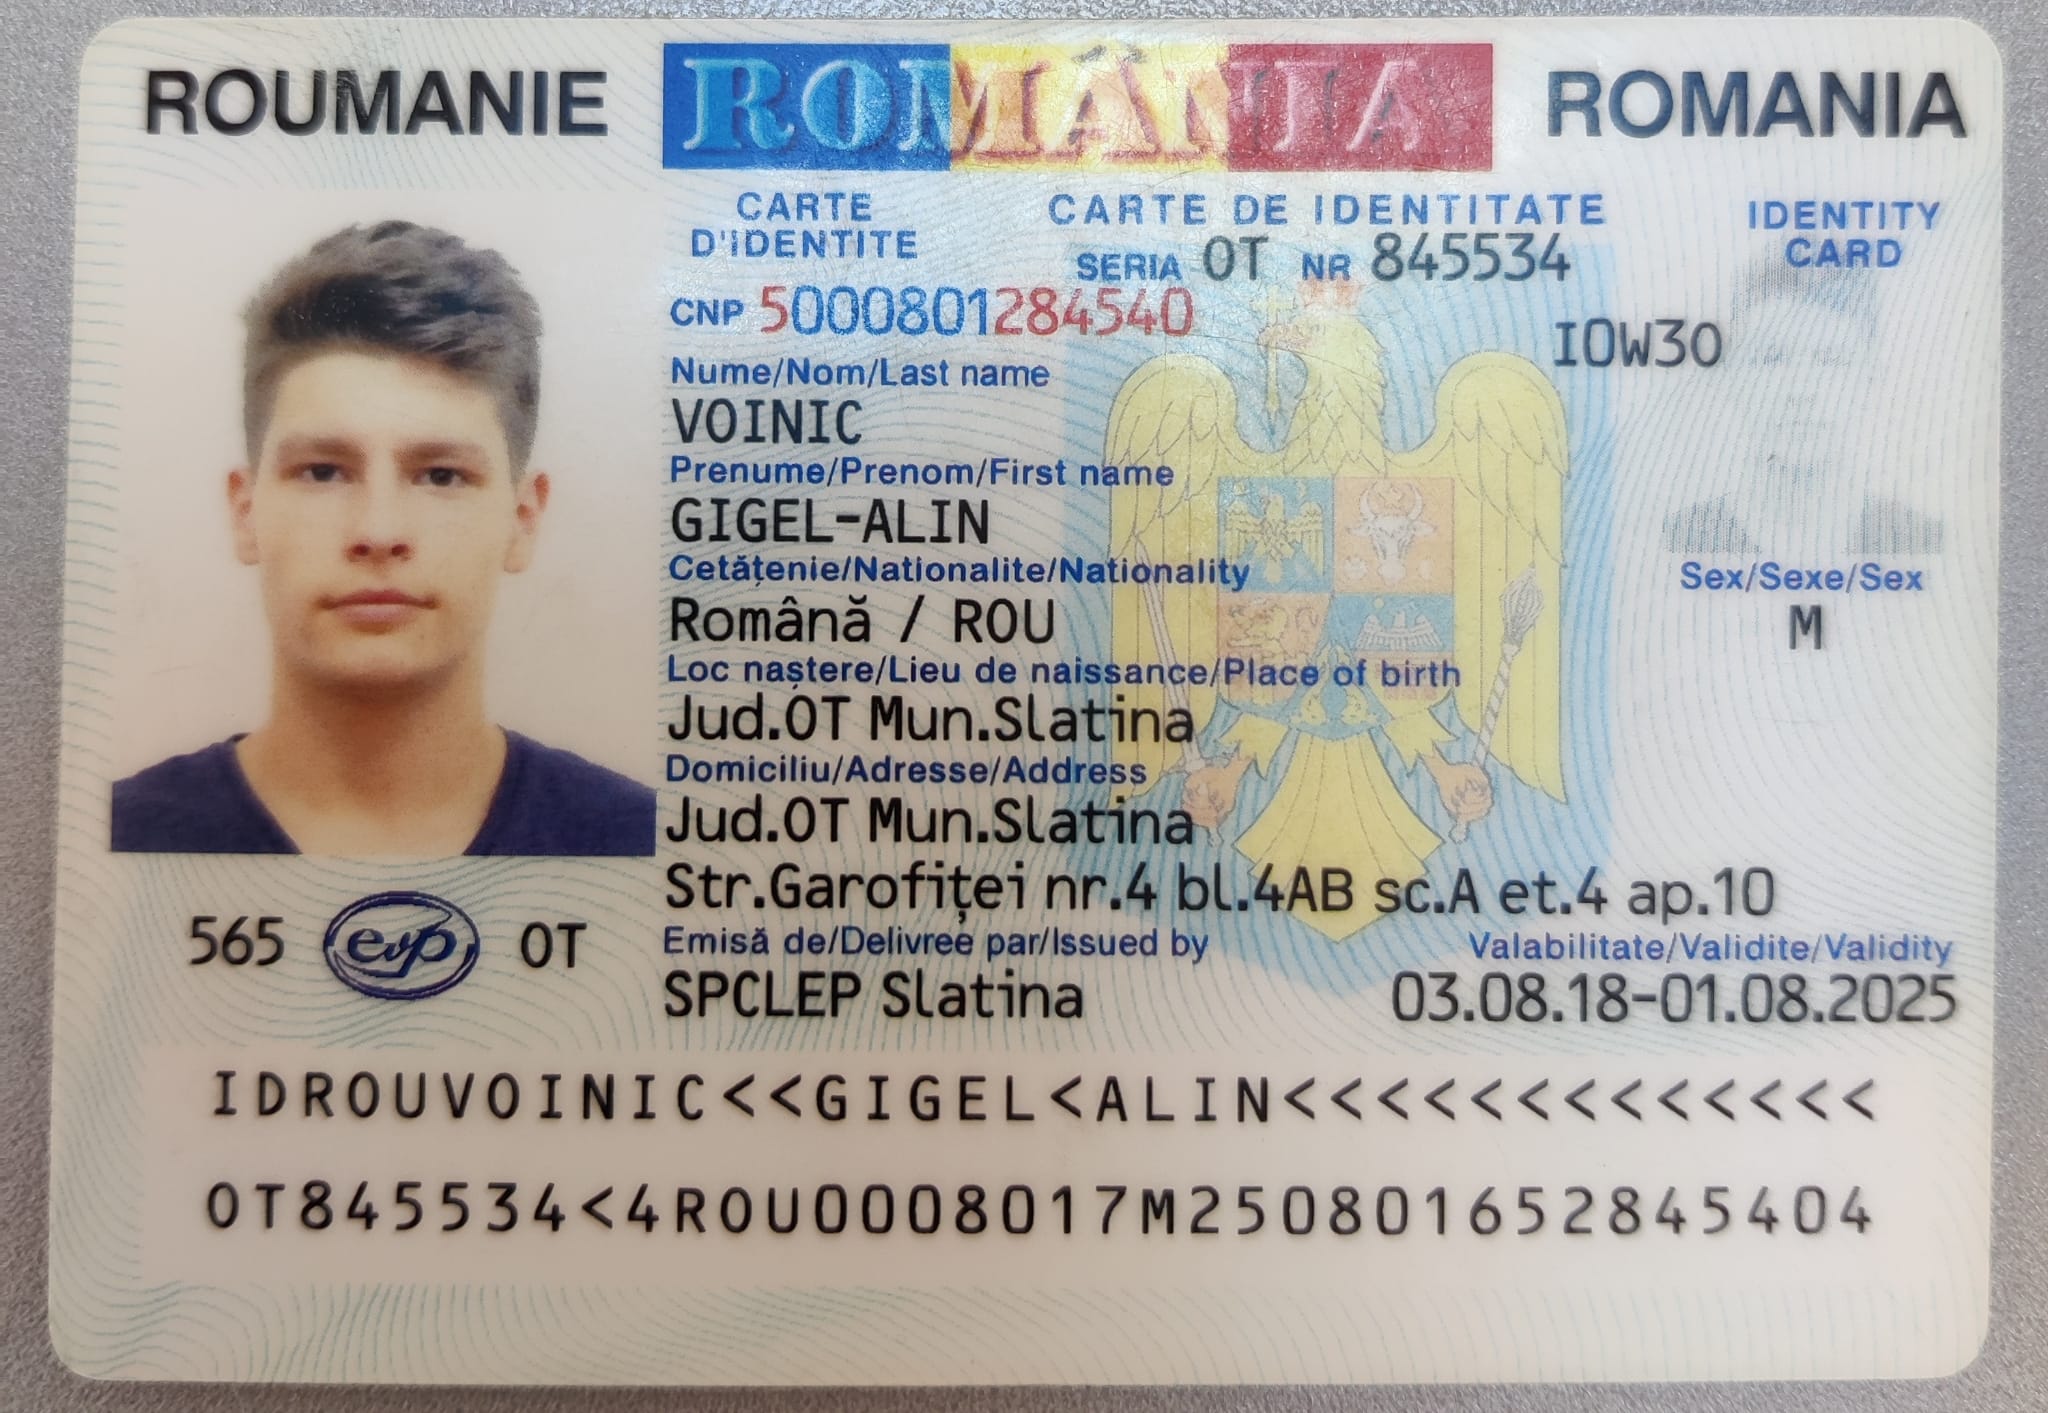 ROUMANIE ROMÂNIA ROMANIA
CARTE D'IDENTITE
CARTE DE IDENTITATE
IDENTITY CARD
SERIA OT NR 845534
CNP 5000801284540
IOW30
Nume/Nom/Last name
VOINIC
Prenume/Prenom/First name
GIGEL-ALIN
Cetățenie/Nationalite/Nationality
Română / ROU
Sex/Sexe/Sex
M
Loc naștere/Lieu de naissance/Place of birth
Jud.OT Mun.Slatina
Domiciliu/Adresse/Address
Jud.OT Mun.Slatina
Str.Garofiței nr.4 bl.4AB sc.A et.4 ap.10
565 evp OT
Emisă de/Delivree par/Issued by
SPCLEP Slatina
Valabilitate/Validite/Validity
03.08.18-01.08.2025
IDROUVOINIC<<GIGEL<ALIN<<<<<<<<<<<<<
OT845534<4ROU0008017M250801652845404